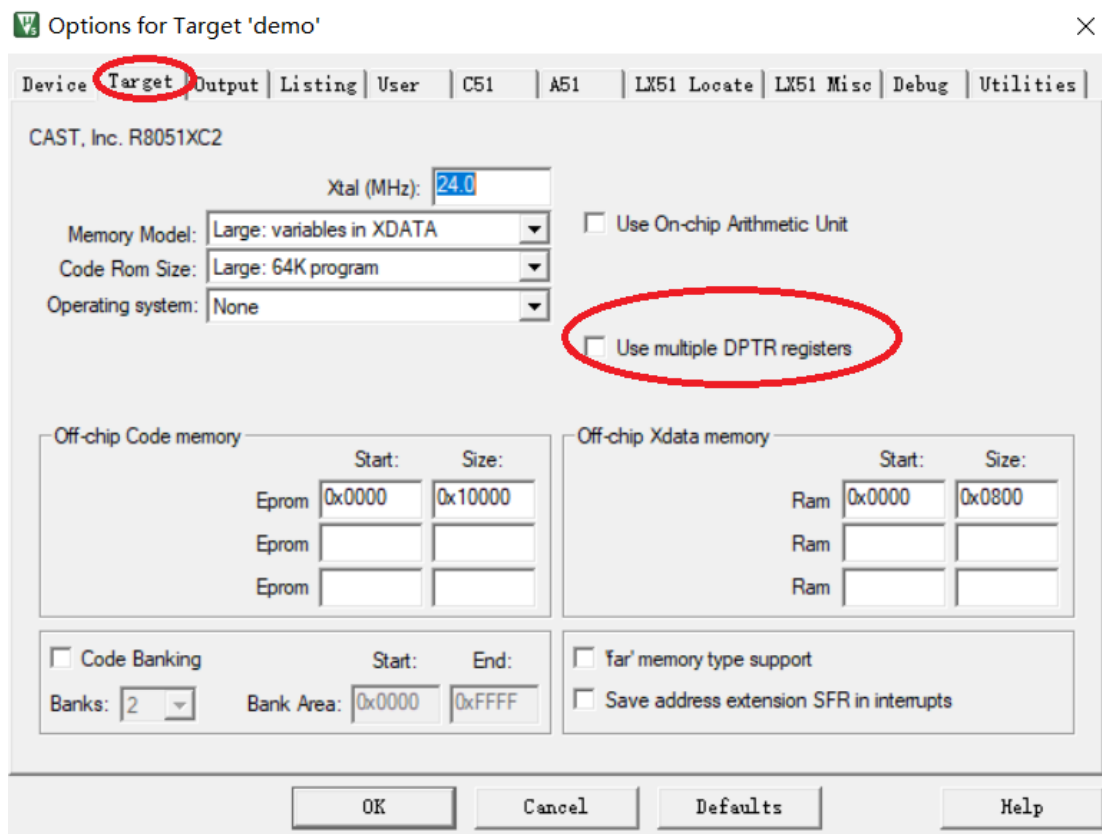 Options for Target 'demo'
Device Target Output Listing User C51 A51 LX51 Locate LX51 Misc Debug Utilities
CAST, Inc. R8051XC2
Xtal (MHz): 24.0
Memory Model: Large: variables in XDATA
Use On-chip Arithmetic Unit
Code Rom Size: Large: 64K program
Operating system: None
Use multiple DPTR registers
Off-chip Code memory
Start: Size:
Eprom 0x0000 0x10000
Eprom
Eprom
Off-chip Xdata memory
Start: Size:
Ram 0x0000 0x0800
Ram
Ram
Code Banking Start: End:
Banks: 2 Bank Area: 0x0000 0xFFFF
'far' memory type support
Save address extension SFR in interrupts
OK Cancel Defaults Help